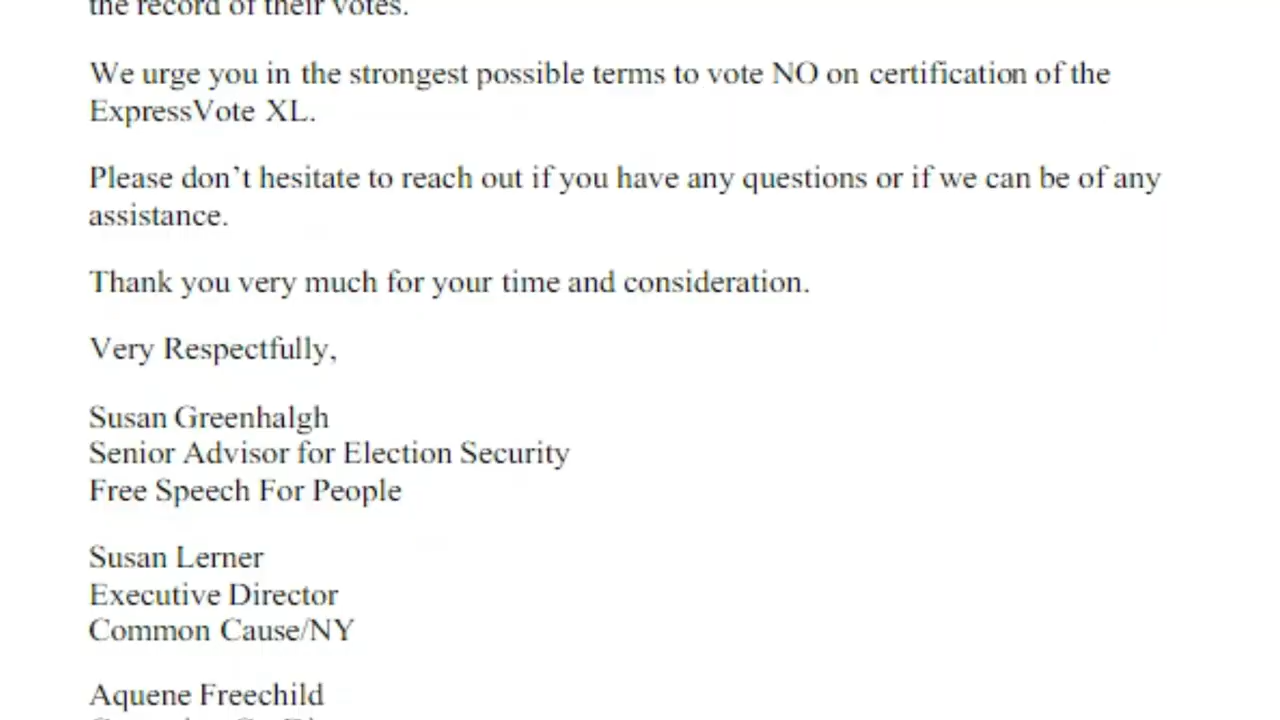 the record of their votes.
We urge you in the strongest possible terms to vote NO on certification of the
ExpressVote XL.
Please don't hesitate to reach out if you have any questions or if we can be of any
assistance.
Thank you very much for your time and consideration.
Very Respectfully,
Susan Greenhalgh
Senior Advisor for Election Security
Free Speech For People
Susan Lerner
Executive Director
Common Cause/NY
Aquene Freechild